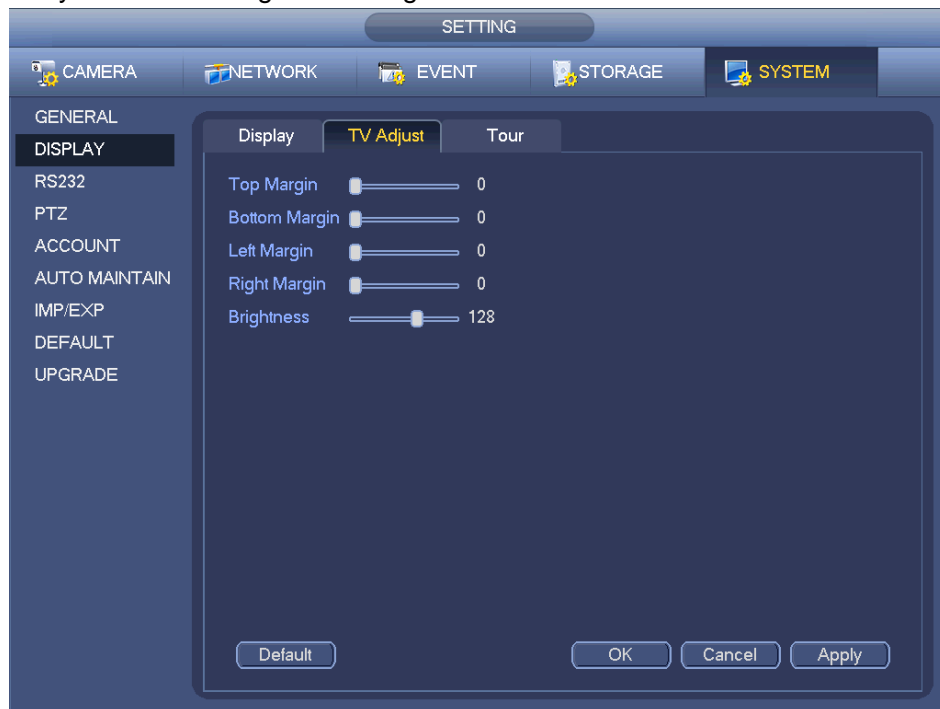 SETTING
CAMERA NETWORK EVENT STORAGE SYSTEM
GENERAL
DISPLAY
RS232
PTZ
ACCOUNT
AUTO MAINTAIN
IMP/EXP
DEFAULT
UPGRADE
Display TV Adjust Tour
Top Margin 0
Bottom Margin 0
Left Margin 0
Right Margin 0
Brightness 128
Default OK Cancel Apply